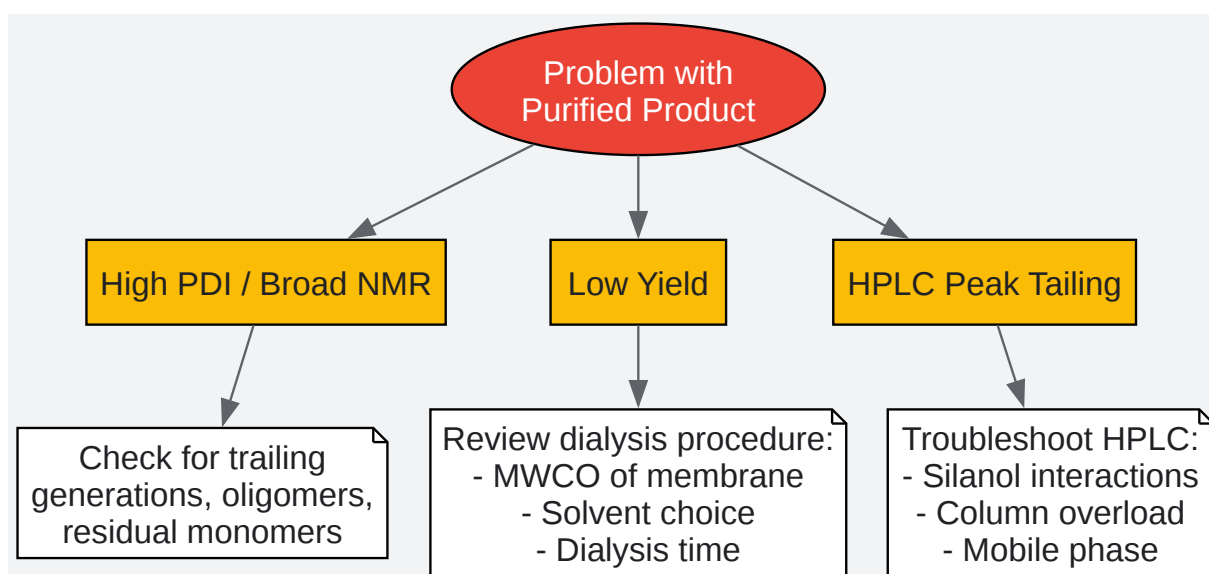 Problem with
Purified Product
High PDI / Broad NMR
Low Yield
HPLC Peak Tailing
Check for trailing
generations, oligomers,
residual monomers
Review dialysis procedure:
- MWCO of membrane
- Solvent choice
- Dialysis time
Troubleshoot HPLC:
- Silanol interactions
- Column overload
- Mobile phase